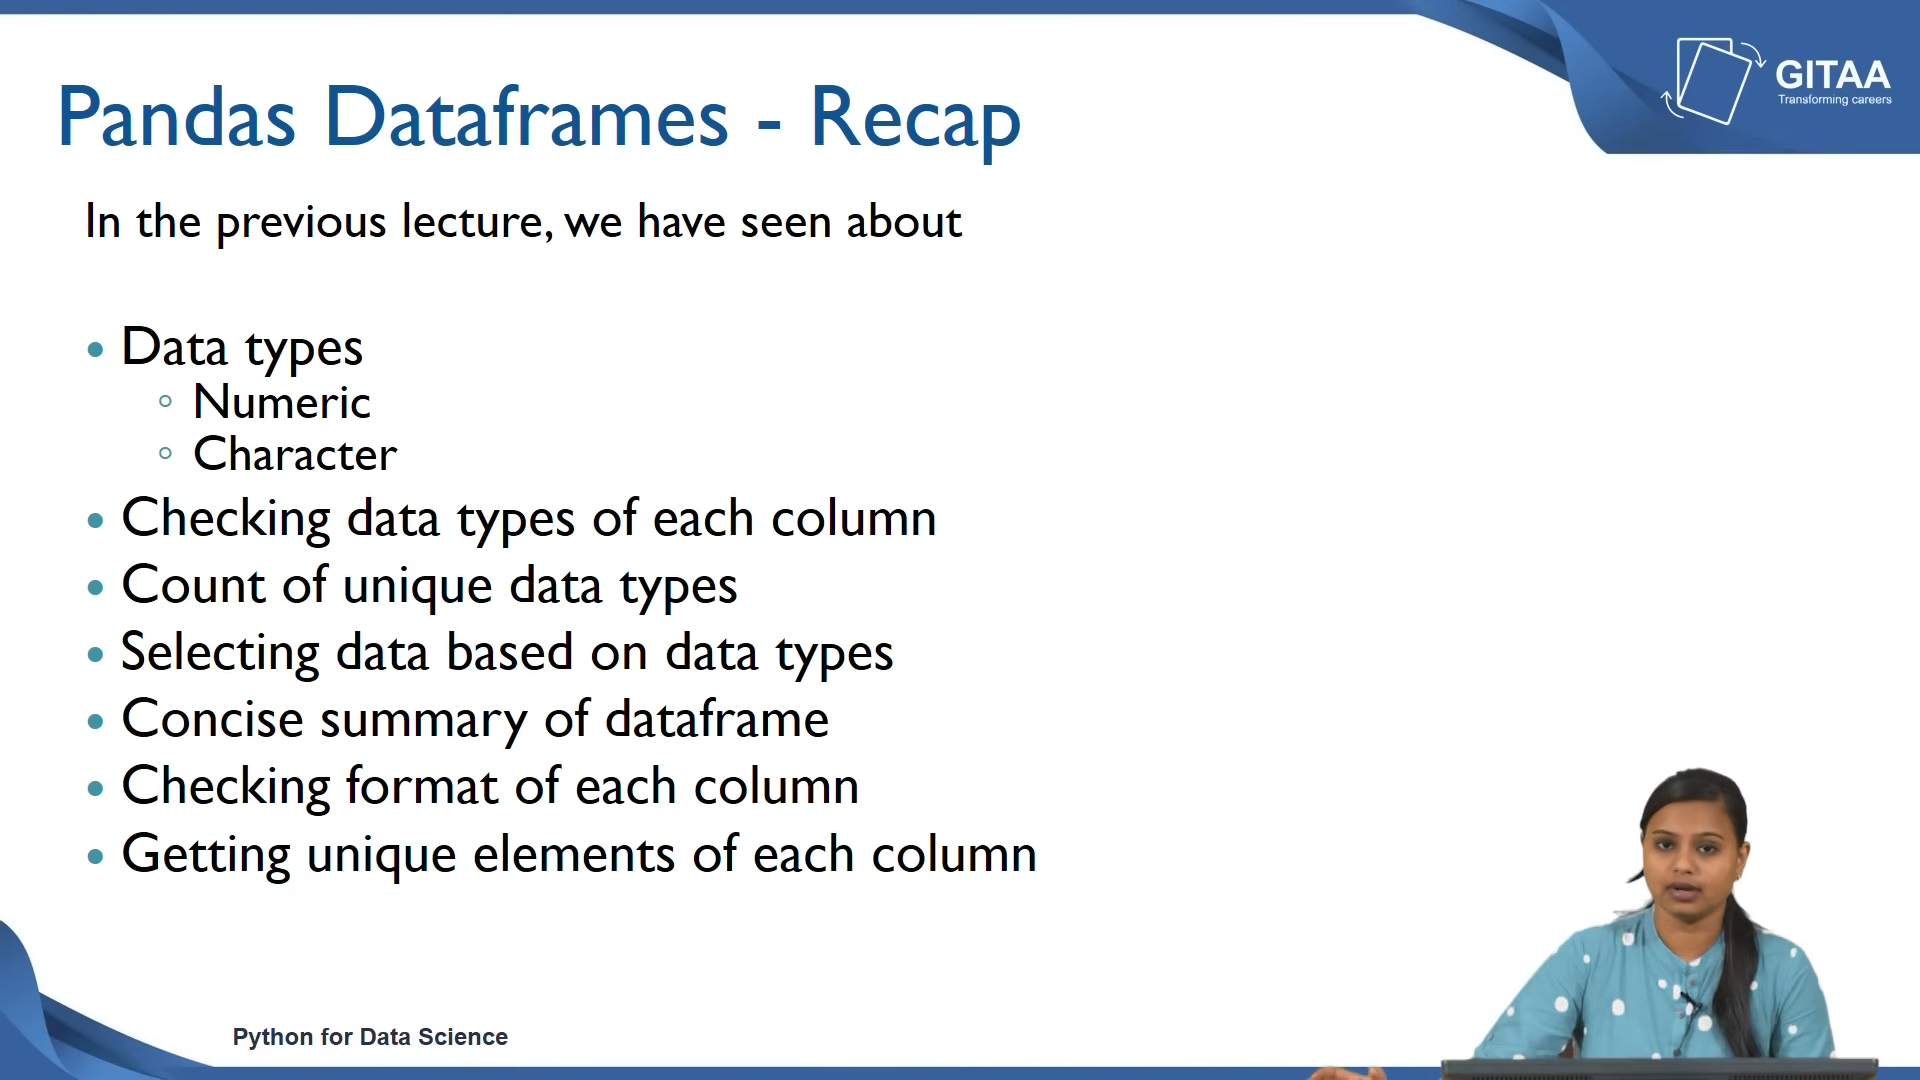 GITAA
Transforming careers
Pandas Dataframes - Recap
In the previous lecture, we have seen about
• Data types
◦ Numeric
◦ Character
• Checking data types of each column
• Count of unique data types
• Selecting data based on data types
• Concise summary of dataframe
• Checking format of each column
• Getting unique elements of each column
Python for Data Science